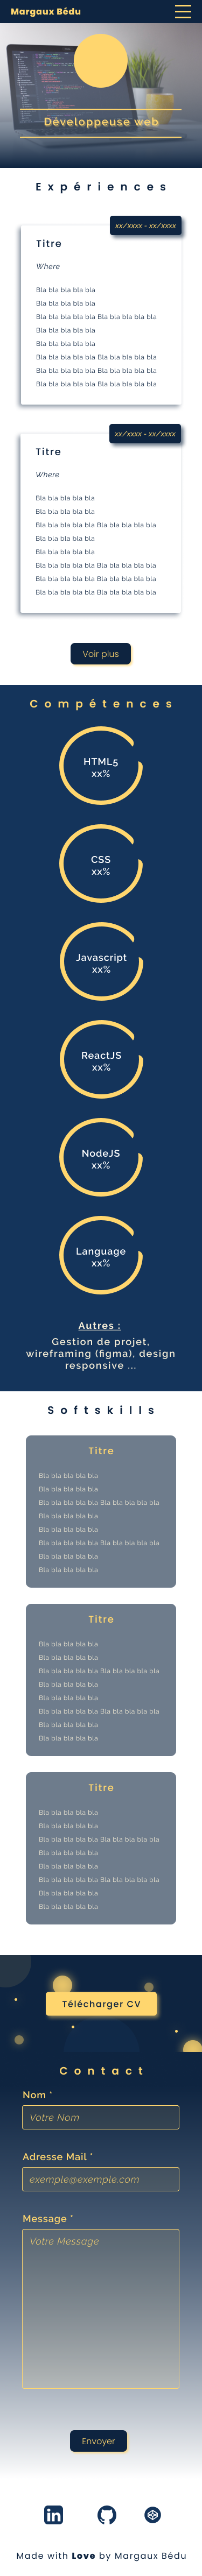 Margaux Bédu
Développeuse web
Expériences
xx/xxxx - xx/xxxx
Titre
Where
Bla bla bla bla bla
Bla bla bla bla bla
Bla bla bla bla bla Bla bla bla bla bla
Bla bla bla bla bla
Bla bla bla bla bla
Bla bla bla bla bla Bla bla bla bla bla
Bla bla bla bla bla Bla bla bla bla bla
Bla bla bla bla bla Bla bla bla bla bla
xx/xxxx - xx/xxxx
Titre
Where
Bla bla bla bla bla
Bla bla bla bla bla
Bla bla bla bla bla Bla bla bla bla bla
Bla bla bla bla bla
Bla bla bla bla bla
Bla bla bla bla bla Bla bla bla bla bla
Bla bla bla bla bla Bla bla bla bla bla
Bla bla bla bla bla Bla bla bla bla bla
Voir plus
Compétences
HTML5
xx%
CSS
xx%
Javascript
xx%
ReactJS
xx%
NodeJS
xx%
Language
xx%
Autres :
Gestion de projet,
wireframing (figma), design
responsive ...
Softskills
Titre
Bla bla bla bla bla
Bla bla bla bla bla
Bla bla bla bla bla Bla bla bla bla bla
Bla bla bla bla bla
Bla bla bla bla bla
Bla bla bla bla bla Bla bla bla bla bla
Bla bla bla bla bla
Bla bla bla bla bla
Titre
Bla bla bla bla bla
Bla bla bla bla bla
Bla bla bla bla bla Bla bla bla bla bla
Bla bla bla bla bla
Bla bla bla bla bla
Bla bla bla bla bla Bla bla bla bla bla
Bla bla bla bla bla
Bla bla bla bla bla
Titre
Bla bla bla bla bla
Bla bla bla bla bla
Bla bla bla bla bla Bla bla bla bla bla
Bla bla bla bla bla
Bla bla bla bla bla
Bla bla bla bla bla Bla bla bla bla bla
Bla bla bla bla bla
Bla bla bla bla bla
Télécharger CV
Contact
Nom *
Votre Nom
Adresse Mail *
exemple@exemple.com
Message *
Votre Message
Envoyer
in
Made with Love by Margaux Bédu